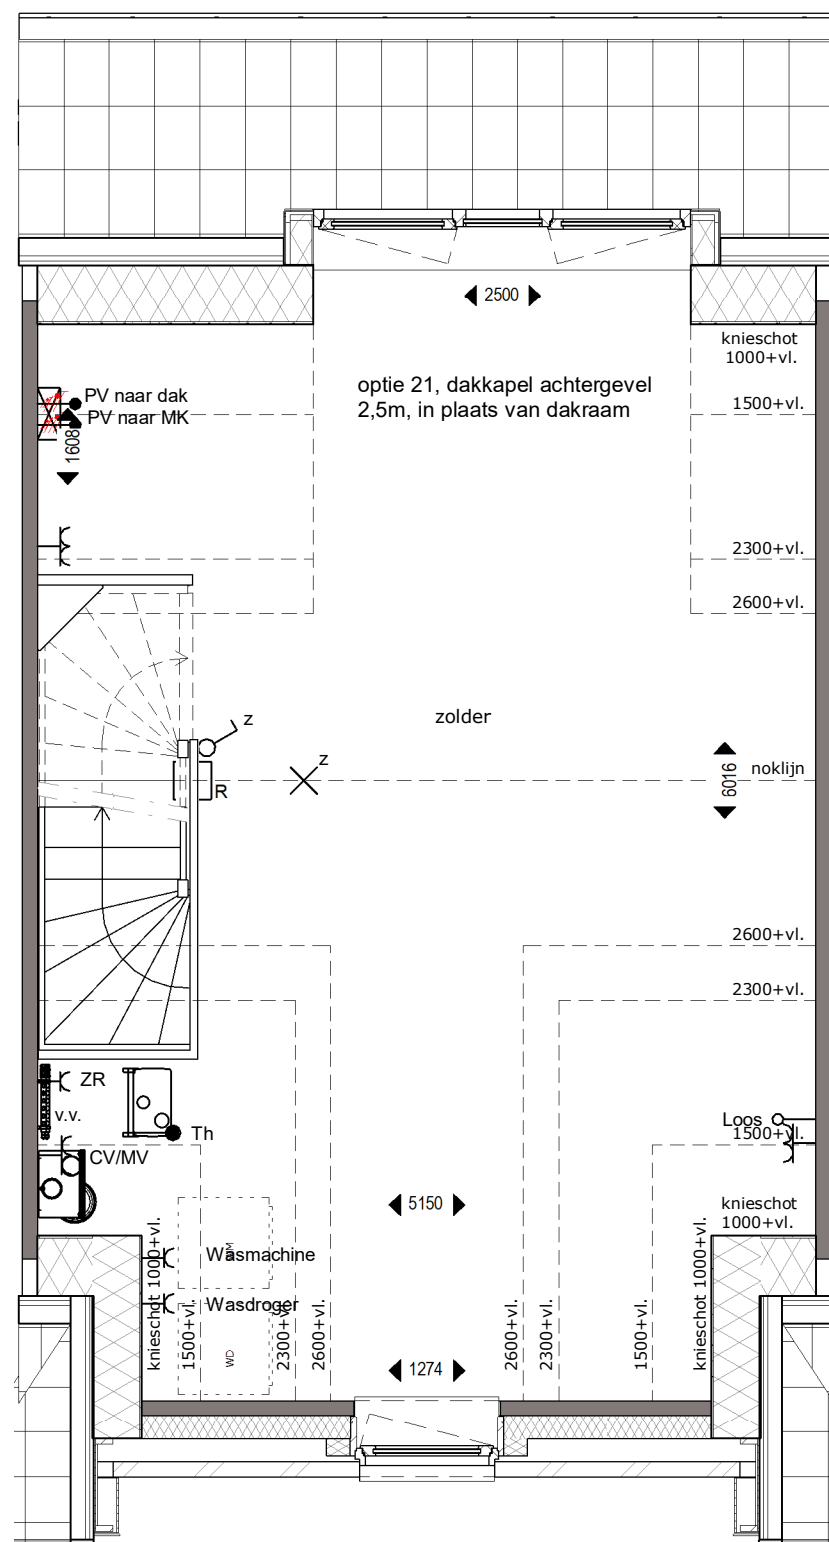 2500
knieschot
1000+vl.
optie 21, dakkapel achtergevel
2,5m, in plaats van dakraam
PV naar dak
PV naar MK
1608
1500+vl.
2300+vl.
2600+vl.
zolder
z
z
R
noklijn
6016
2600+vl.
2300+vl.
ZR
v.v.
Th
CV/MV
Loos
1500+vl.
5150
knieschot
1000+vl.
Wasmachine
Wasdroger
WD
knieschot 1000+vl.
1500+vl.
2300+vl.
2600+vl.
1274
2600+vl.
2300+vl.
1500+vl.
knieschot 1000+vl.